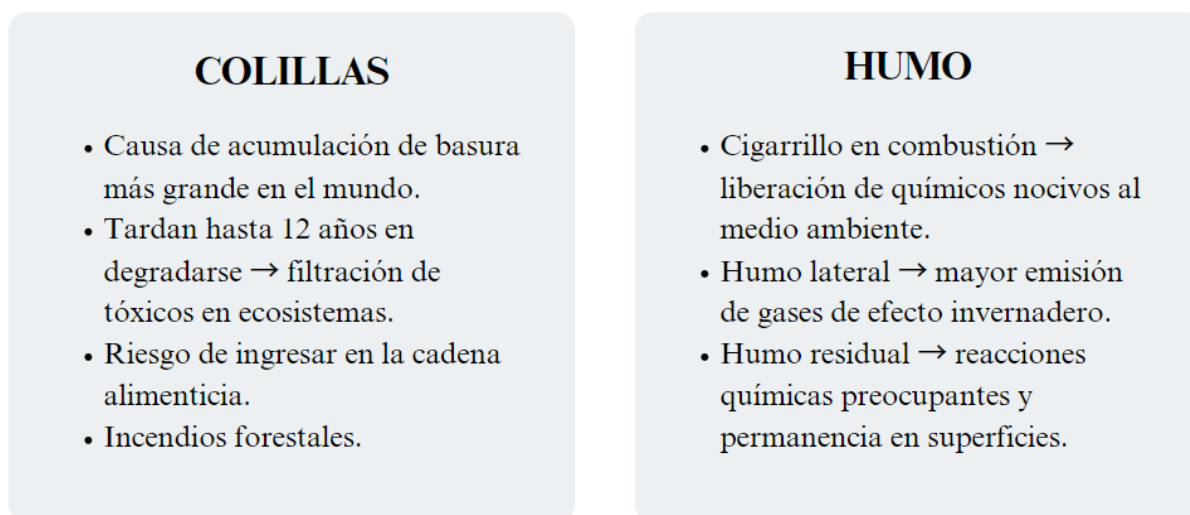 COLILLAS
• Causa de acumulación de basura
más grande en el mundo.
• Tardan hasta 12 años en
degradarse → filtración de
tóxicos en ecosistemas.
• Riesgo de ingresar en la cadena
alimenticia.
• Incendios forestales.
HUMO
• Cigarrillo en combustión →
liberación de químicos nocivos al
medio ambiente.
• Humo lateral → mayor emisión
de gases de efecto invernadero.
• Humo residual → reacciones
químicas preocupantes y
permanencia en superficies.